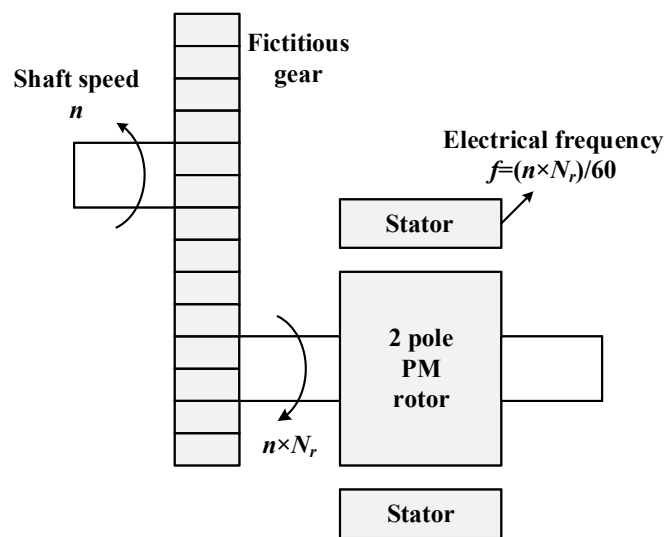 Fictitious
gear
Shaft speed
n
Electrical frequency
f=(n×Nr)/60
Stator
2 pole
PM
rotor
n×Nr
Stator